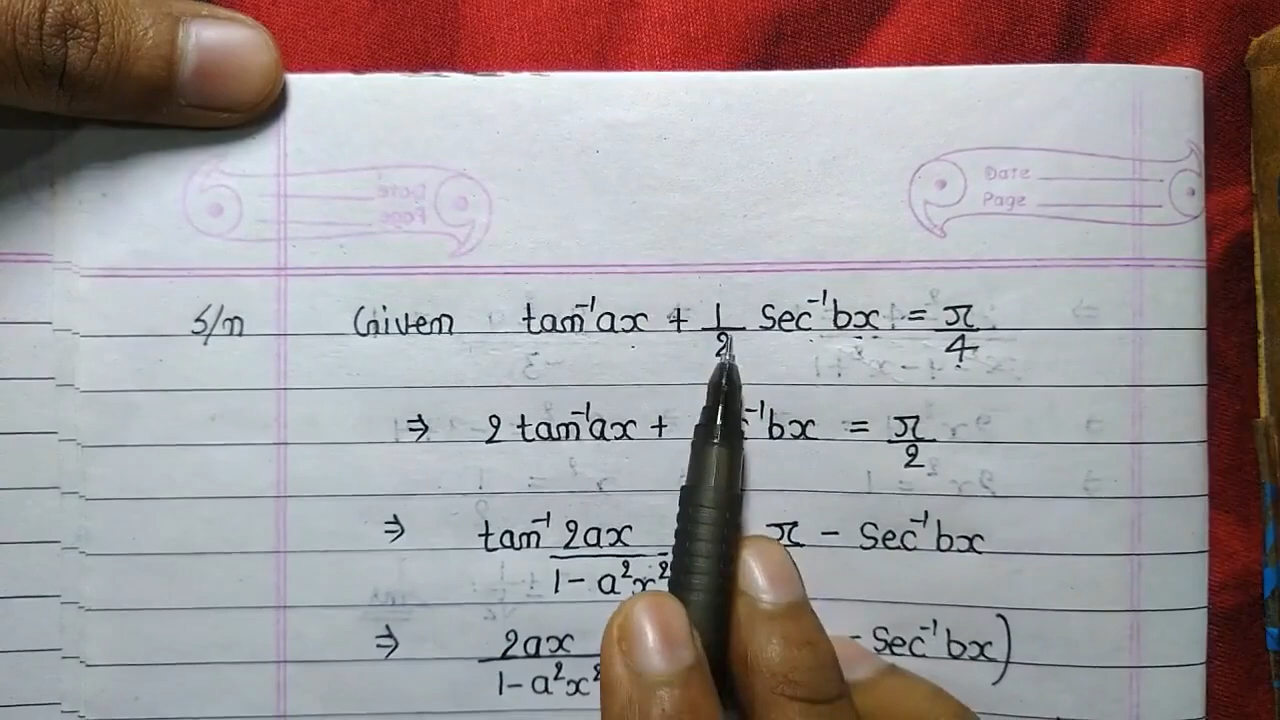 Date
Page
S/n Given tan⁻¹ax + 1/2 Sec⁻¹bx = π/4
⇒ 2 tan⁻¹ax + ⁻¹bx = π/2
⇒ tan⁻¹ 2ax/1-a²x² π - Sec⁻¹bx
⇒ 2ax/1-a²x² - Sec⁻¹bx)